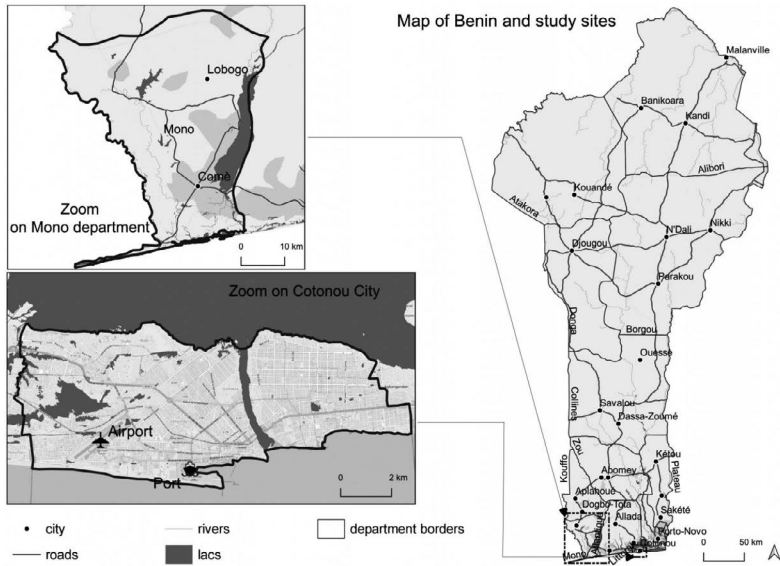 Map of Benin and study sites
Lobogo
Mono
Comè
Zoom
on Mono department
0 10 km
Zoom on Cotonou City
Airport
Port
0 2 km
city
rivers
department borders
roads
lacs
Malanville
Banikoara
Kandi
Alibori
Kouandé
Atakora
Nikki
N'Dali
Djougou
Parakou
Donga
Borgou
Ouesse
Collines
Savalou
Dassa-Zoumé
Zou
Kétou
Kouffo
Abomey
Plateau
Aplahoué
Dogbo-Tota
Allada
Sakété
Porto-Novo
Cotonou
Mono
0 50 km